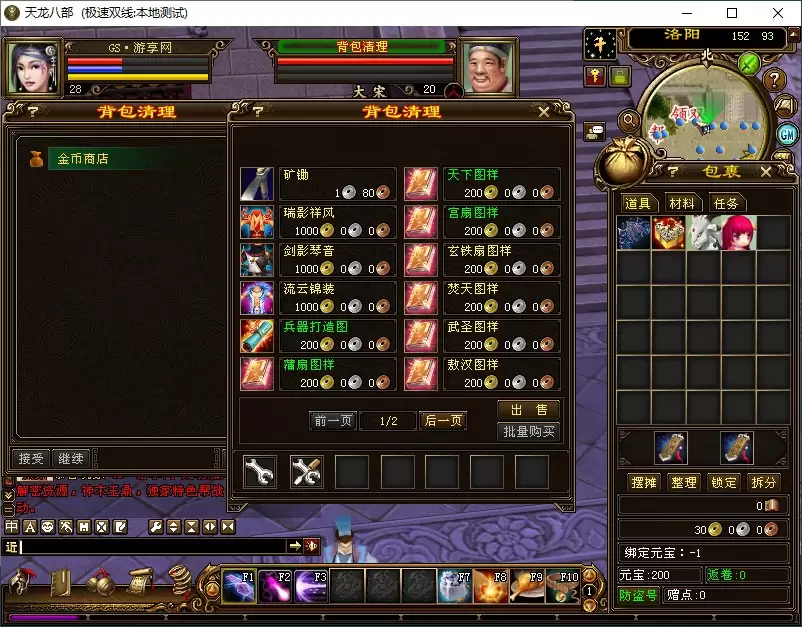 天龙八部 (极速双线:本地测试)
GS·游享网
28
背包清理
大宋
20
洛阳
152 93
北
GM
背包清理
金币商店
接受
继续
背包清理
矿锄
1 80
瑞影祥风
1000 0 0
剑影琴音
1000 0 0
流云锦装
1000 0 0
兵器打造图
200 0 0
蒲扇图样
200 0 0
天下图样
200 0 0
宫扇图样
200 0 0
玄铁扇图样
200 0 0
焚天图样
200 0 0
武圣图样
200 0 0
敖汉图样
200 0 0
前一页
1/2
后一页
出 售
批量购买
包裹
道具
材料
任务
摆摊
整理
锁定
拆分
0
30 0 0
绑定元宝:-1
元宝:200
返卷:0
防盗号
赠点:0
解密资源,神木王鼎,独家特色帮战
动。
中
A
近
F1
F2
F3
F7
F8
F9
F10
1